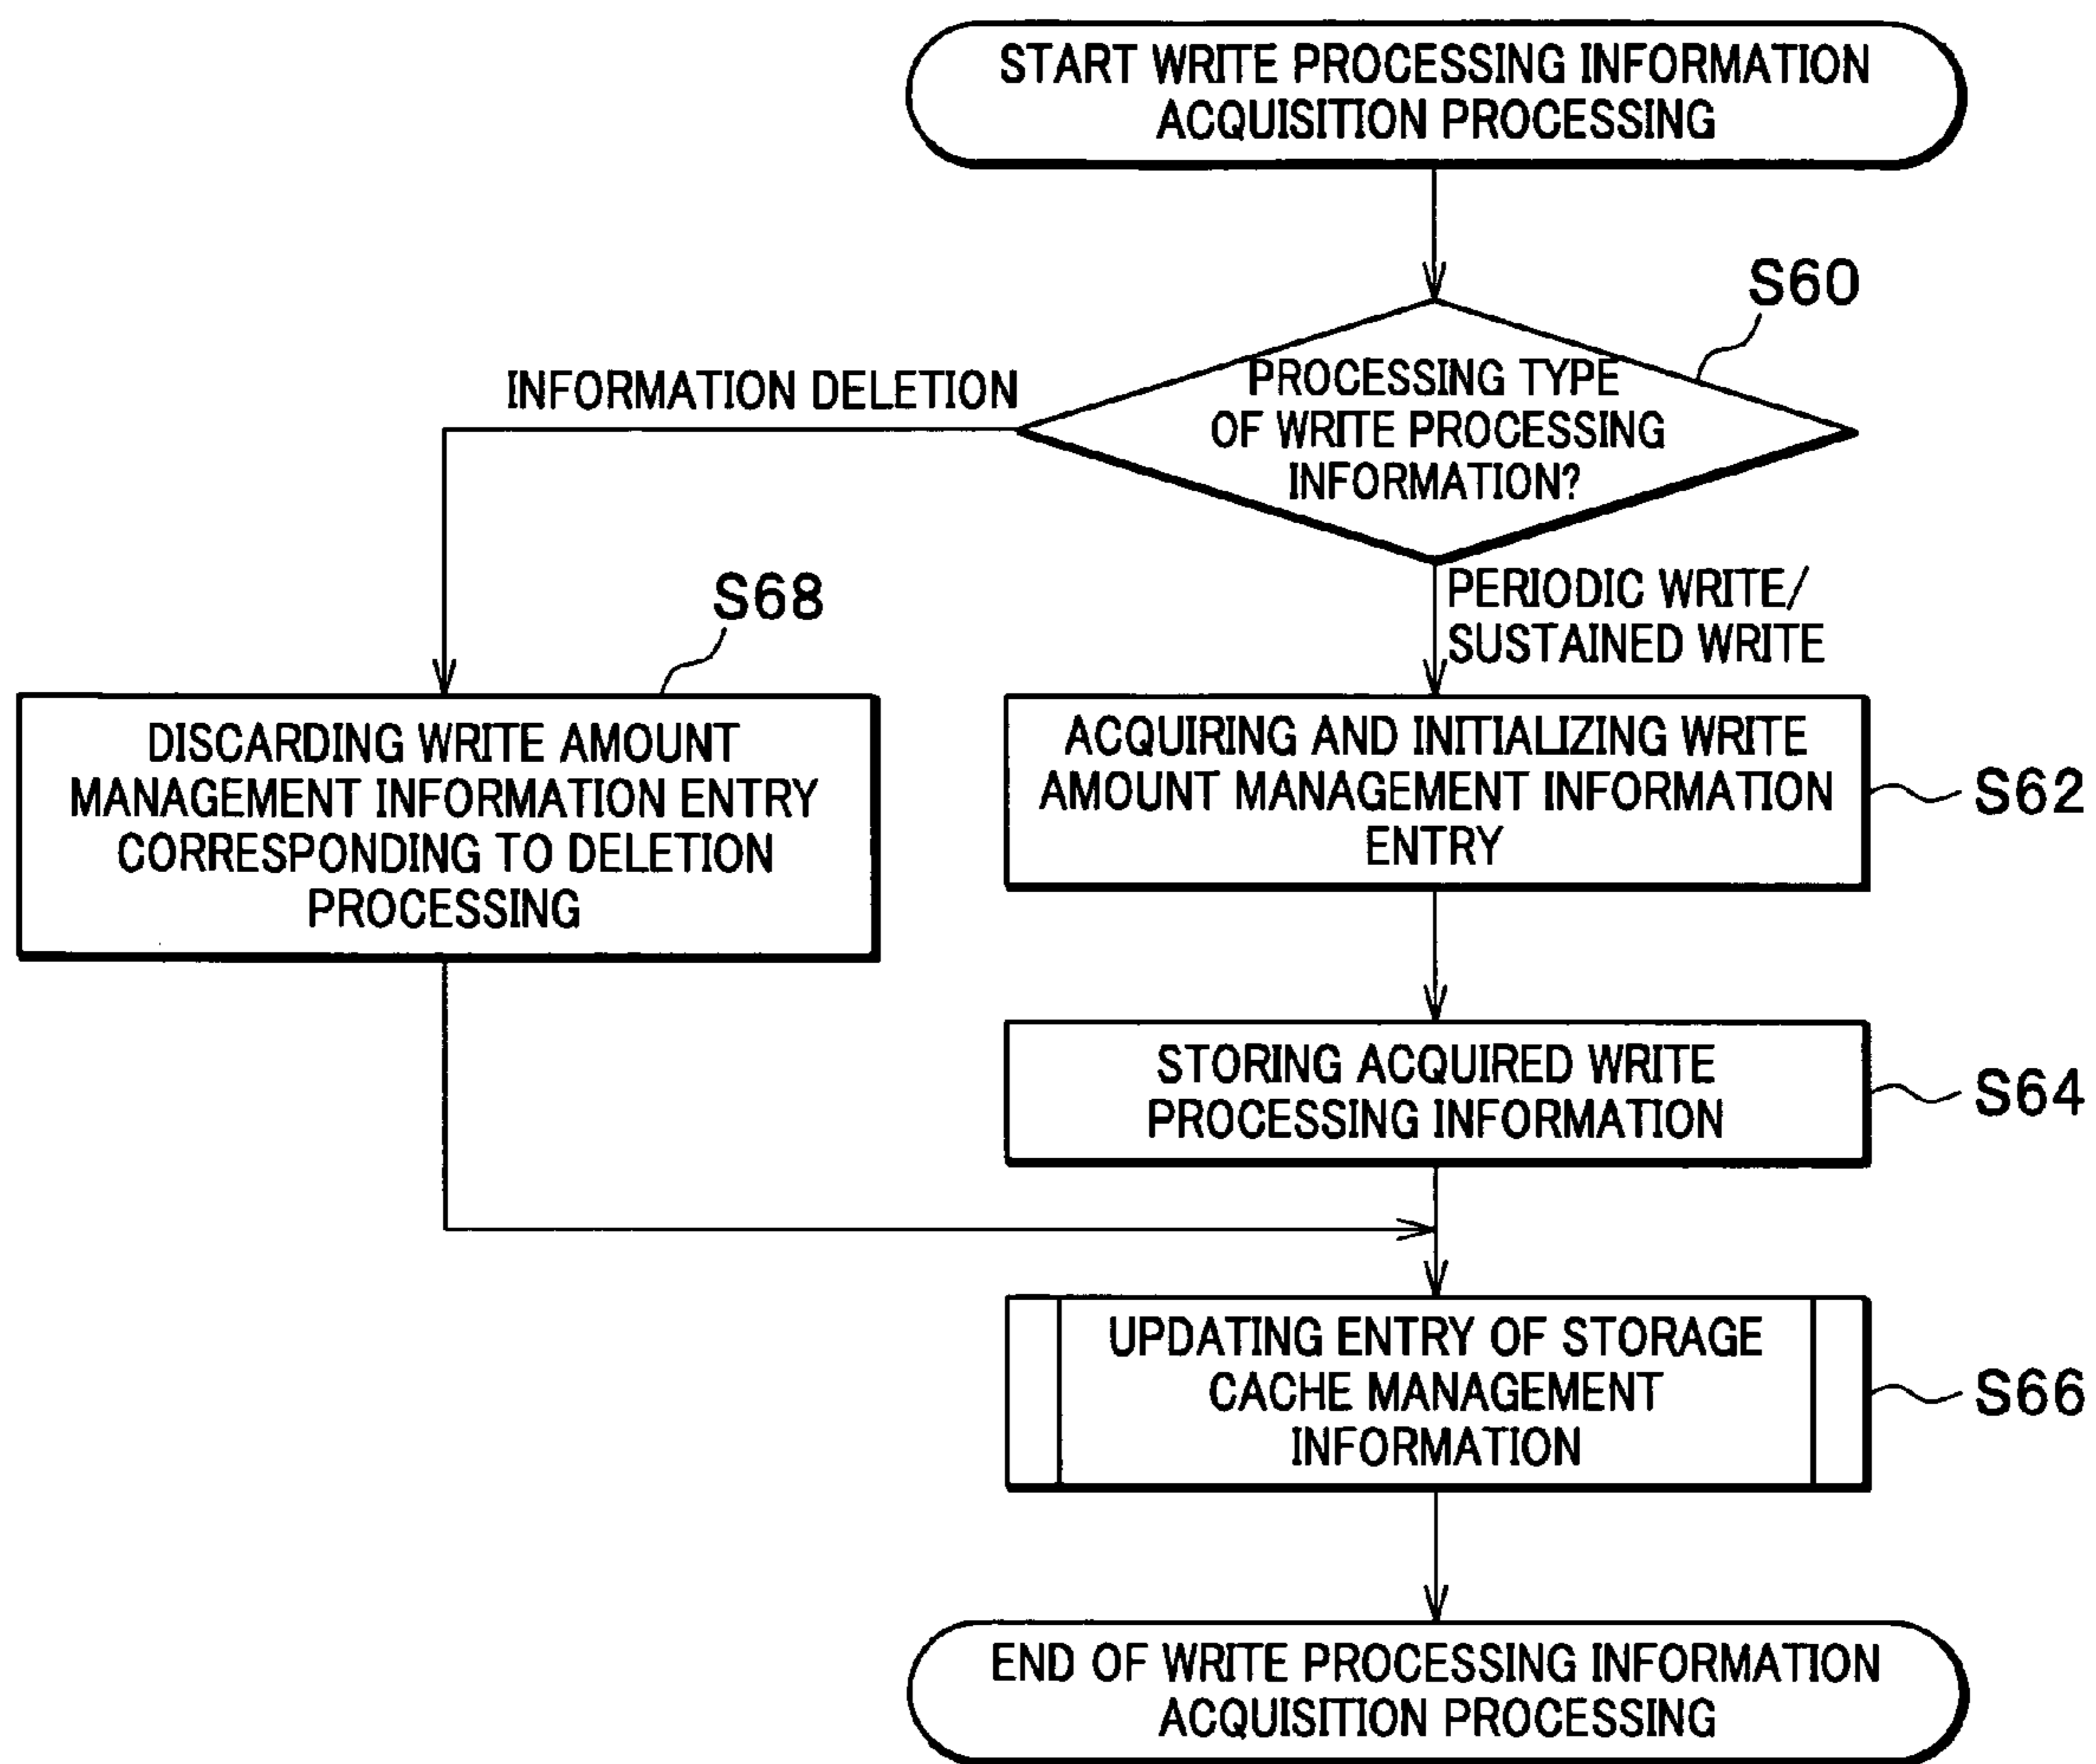 START WRITE PROCESSING INFORMATION
ACQUISITION PROCESSING
S60
PROCESSING TYPE
OF WRITE PROCESSING
INFORMATION?
INFORMATION DELETION
PERIODIC WRITE/
SUSTAINED WRITE
S68
DISCARDING WRITE AMOUNT
MANAGEMENT INFORMATION ENTRY
CORRESPONDING TO DELETION
PROCESSING
ACQUIRING AND INITIALIZING WRITE
AMOUNT MANAGEMENT INFORMATION
ENTRY
S62
STORING ACQUIRED WRITE
PROCESSING INFORMATION
S64
UPDATING ENTRY OF STORAGE
CACHE MANAGEMENT
INFORMATION
S66
END OF WRITE PROCESSING INFORMATION
ACQUISITION PROCESSING